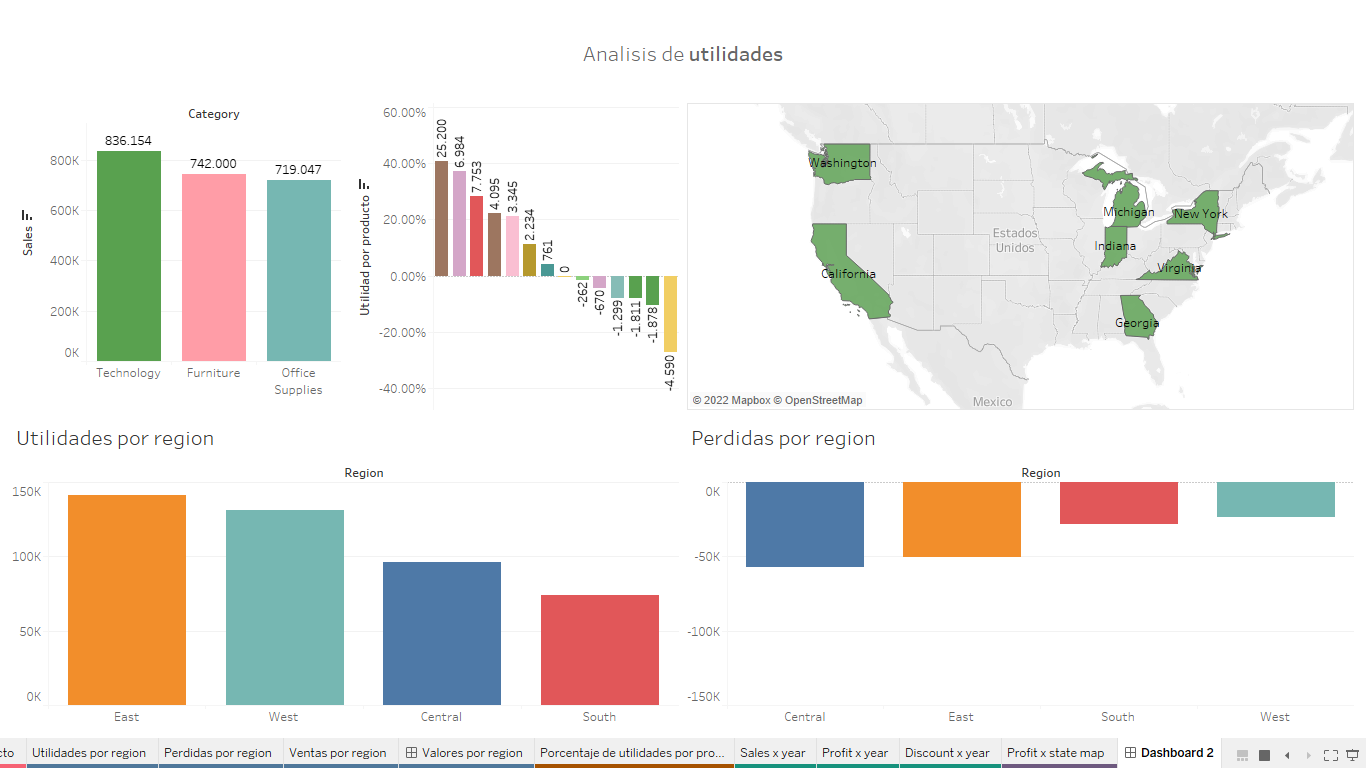 Analisis de utilidades
Category
Sales
800K
600K
400K
200K
0K
836.154
742.000
719.047
Technology
Furniture
Office
Supplies
Utilidad por producto
60.00%
40.00%
20.00%
0.00%
-20.00%
-40.00%
25.200
6.984
7.753
4.095
3.345
2.234
761
0
-262
-670
-1.299
-1.811
-1.878
-4.590
Washington
Michigan
New York
Estados
Unidos
Indiana
California
Virginia
Georgia
© 2022 Mapbox © OpenStreetMap
Mexico
Utilidades por region
Region
150K
100K
50K
0K
East
West
Central
South
Perdidas por region
Region
0K
-50K
-100K
-150K
Central
East
South
West
cto
Utilidades por region
Perdidas por region
Ventas por region
Valores por region
Porcentaje de utilidades por pro...
Sales x year
Profit x year
Discount x year
Profit x state map
Dashboard 2